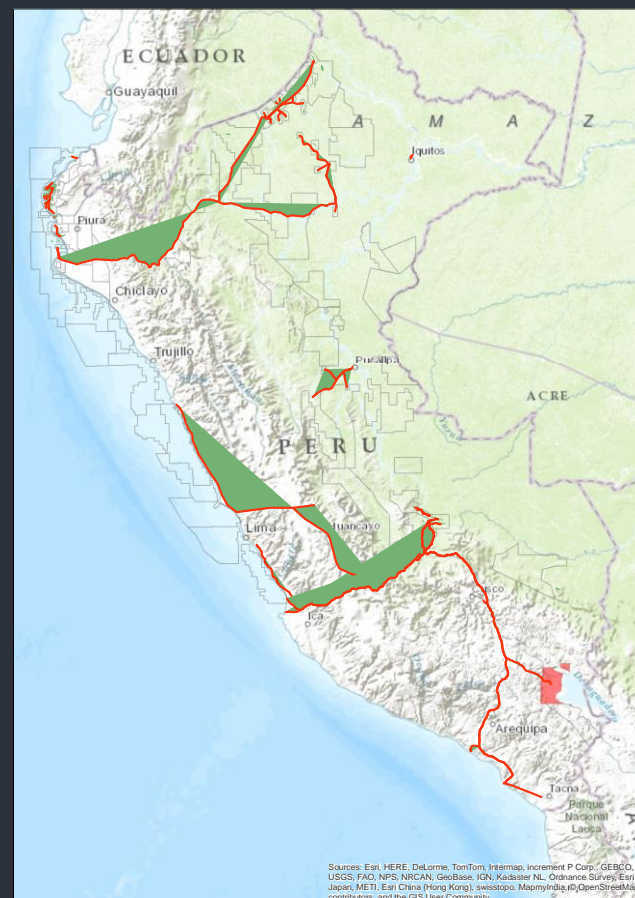 ECUADOR
Guayaquil
A M A Z
Iquitos
Piura
Chiclayo
Trujillo
Pucallpa
ACRE
PERU
Lima
Huancayo
Cusco
Ica
Arequipa
Desaguadero
Tacna
Parque
Nacional
Lauca
Sources: Esri, HERE, DeLorme, TomTom, Intermap, increment P Corp., GEBCO,
USGS, FAO, NPS, NRCAN, GeoBase, IGN, Kadaster NL, Ordnance Survey, Esri
Japan, METI, Esri China (Hong Kong), swisstopo, MapmyIndia, © OpenStreetMa
contributors, and the GIS User Community